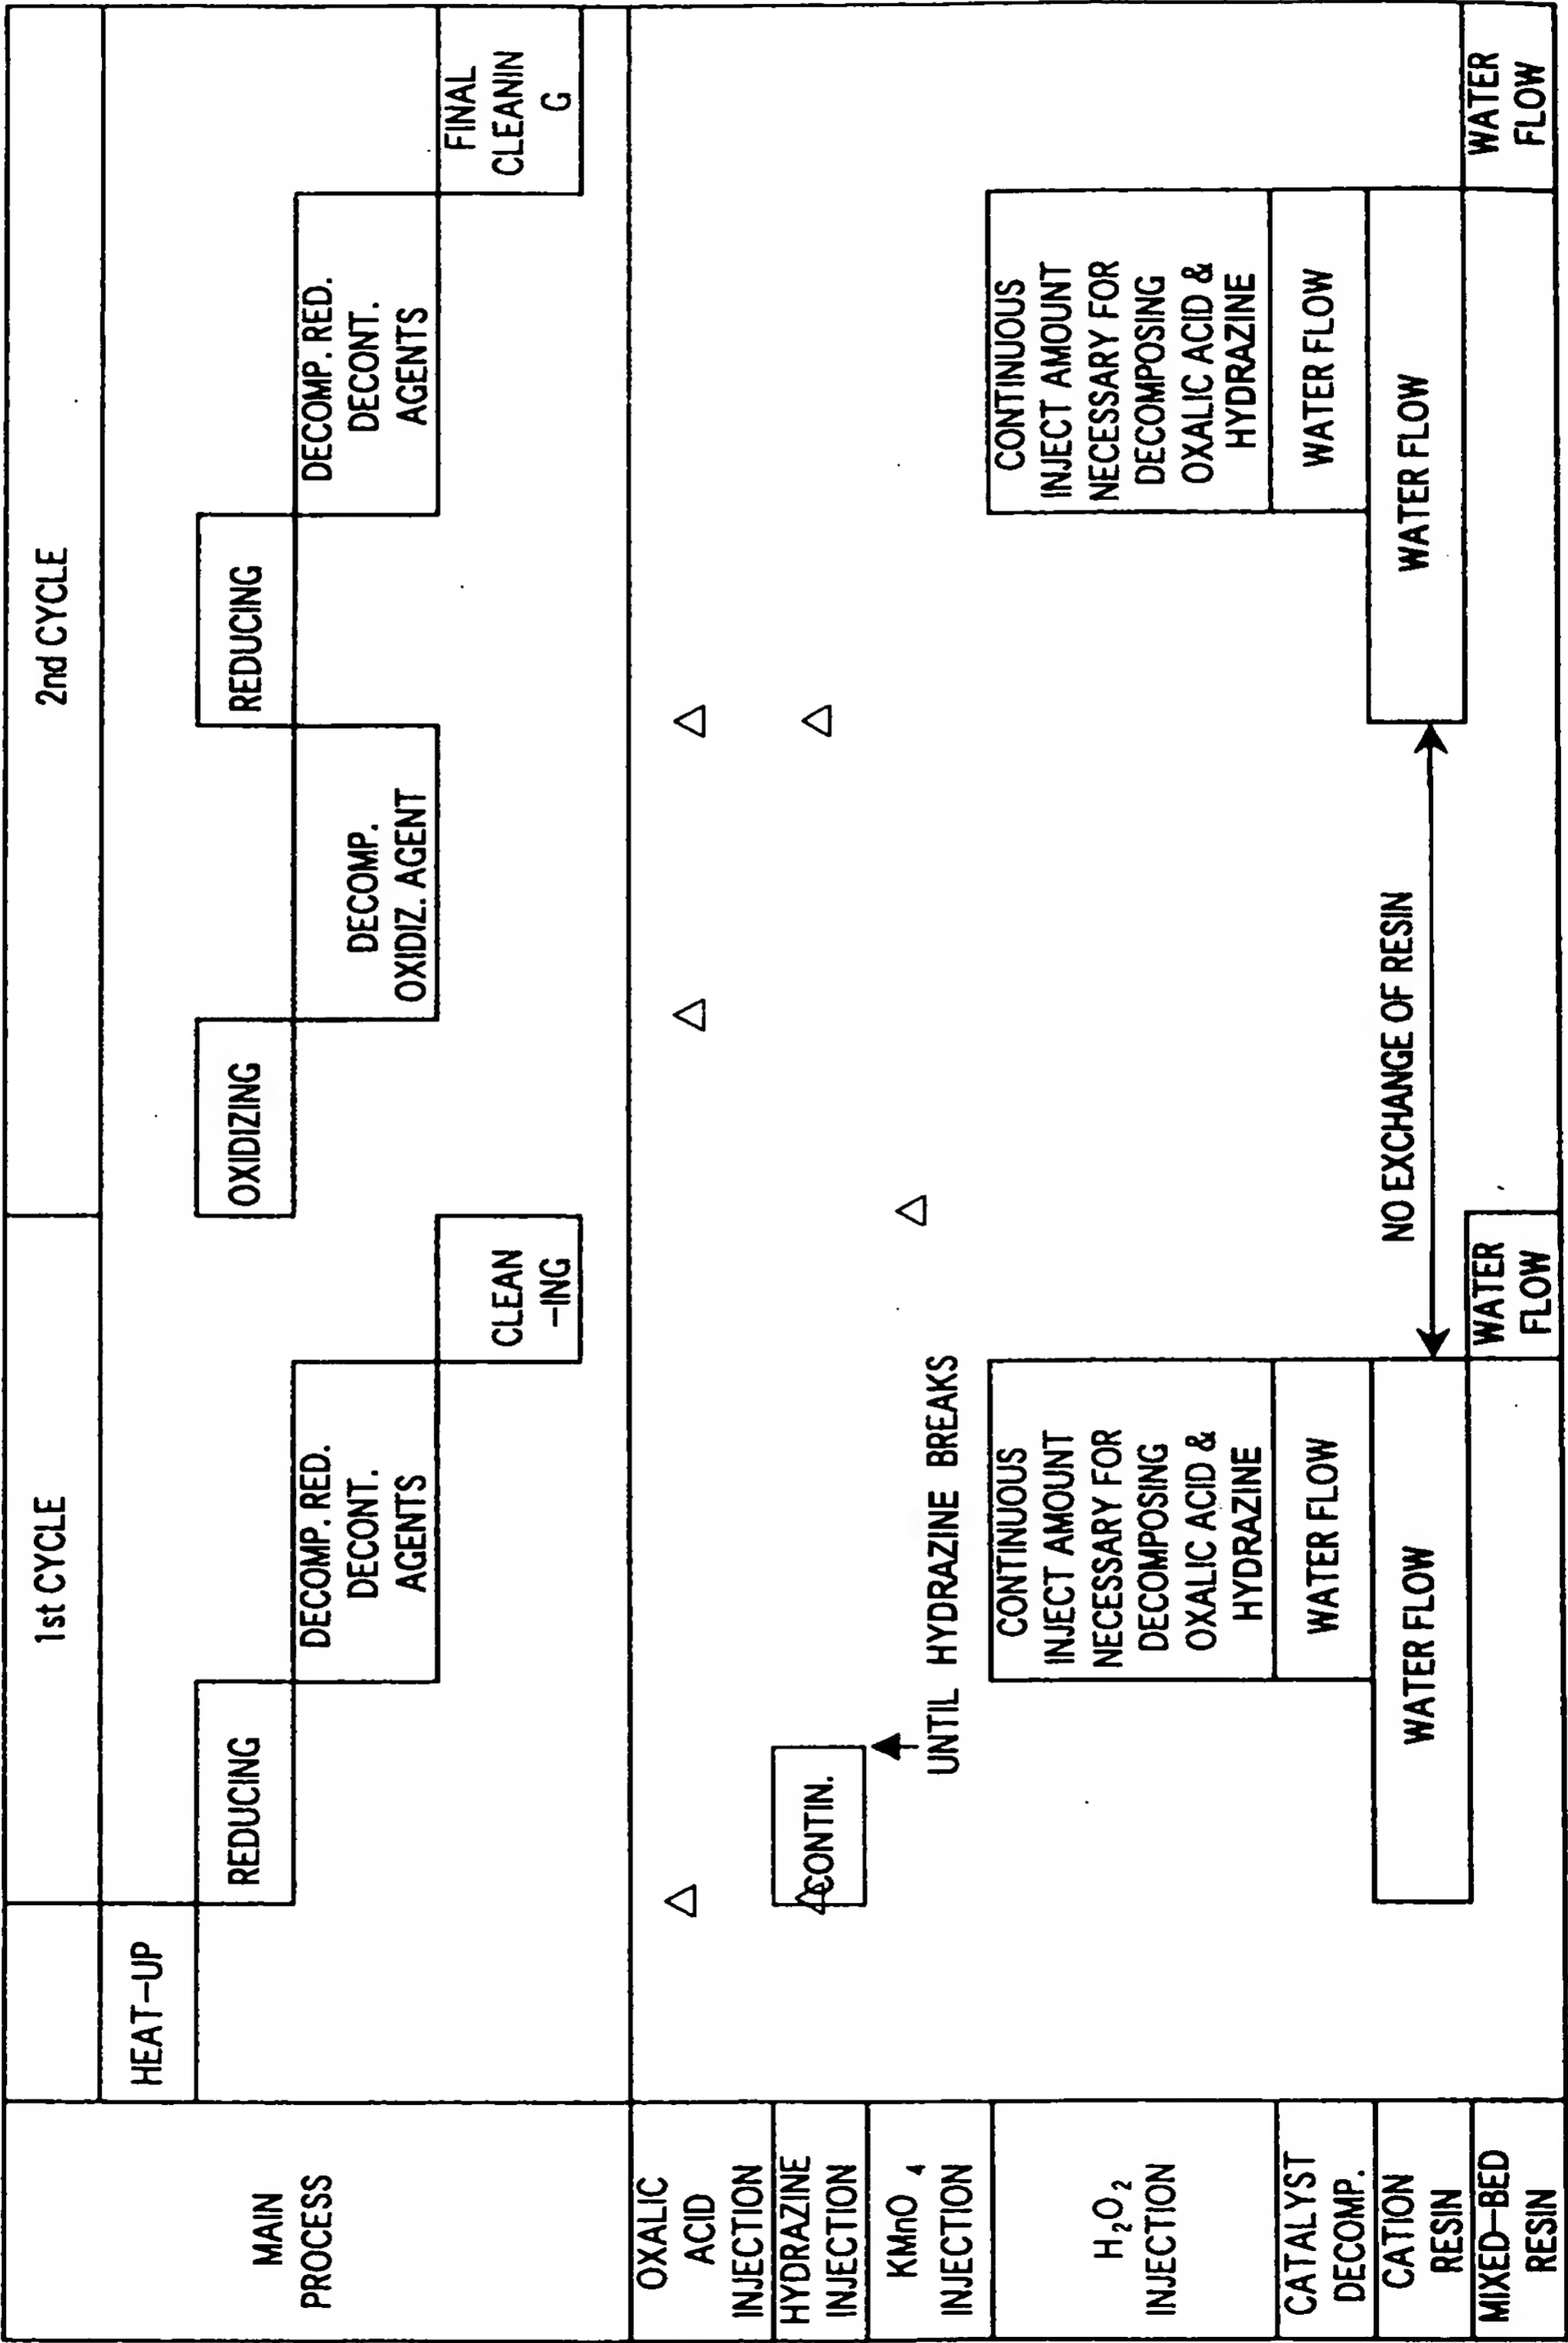 1st CYCLE
2nd CYCLE
MAIN
PROCESS
HEAT-UP
REDUCING
DECOMP. RED.
DECONT.
AGENTS
CLEAN
-ING
OXIDIZING
DECOMP.
OXIDIZ. AGENT
REDUCING
DECOMP. RED.
DECONT.
AGENTS
FINAL
CLEANIN
G
OXALIC
ACID
INJECTION
△
△
△
HYDRAZINE
INJECTION
△CONTIN.
△
UNTIL HYDRAZINE BREAKS
KMnO4
INJECTION
△
H2O2
INJECTION
CONTINUOUS
INJECT AMOUNT
NECESSARY FOR
DECOMPOSING
OXALIC ACID &
HYDRAZINE
CONTINUOUS
INJECT AMOUNT
NECESSARY FOR
DECOMPOSING
OXALIC ACID &
HYDRAZINE
CATALYST
DECOMP.
WATER FLOW
WATER FLOW
CATION
RESIN
WATER FLOW
NO EXCHANGE OF RESIN
WATER FLOW
MIXED-BED
RESIN
WATER
FLOW
WATER
FLOW